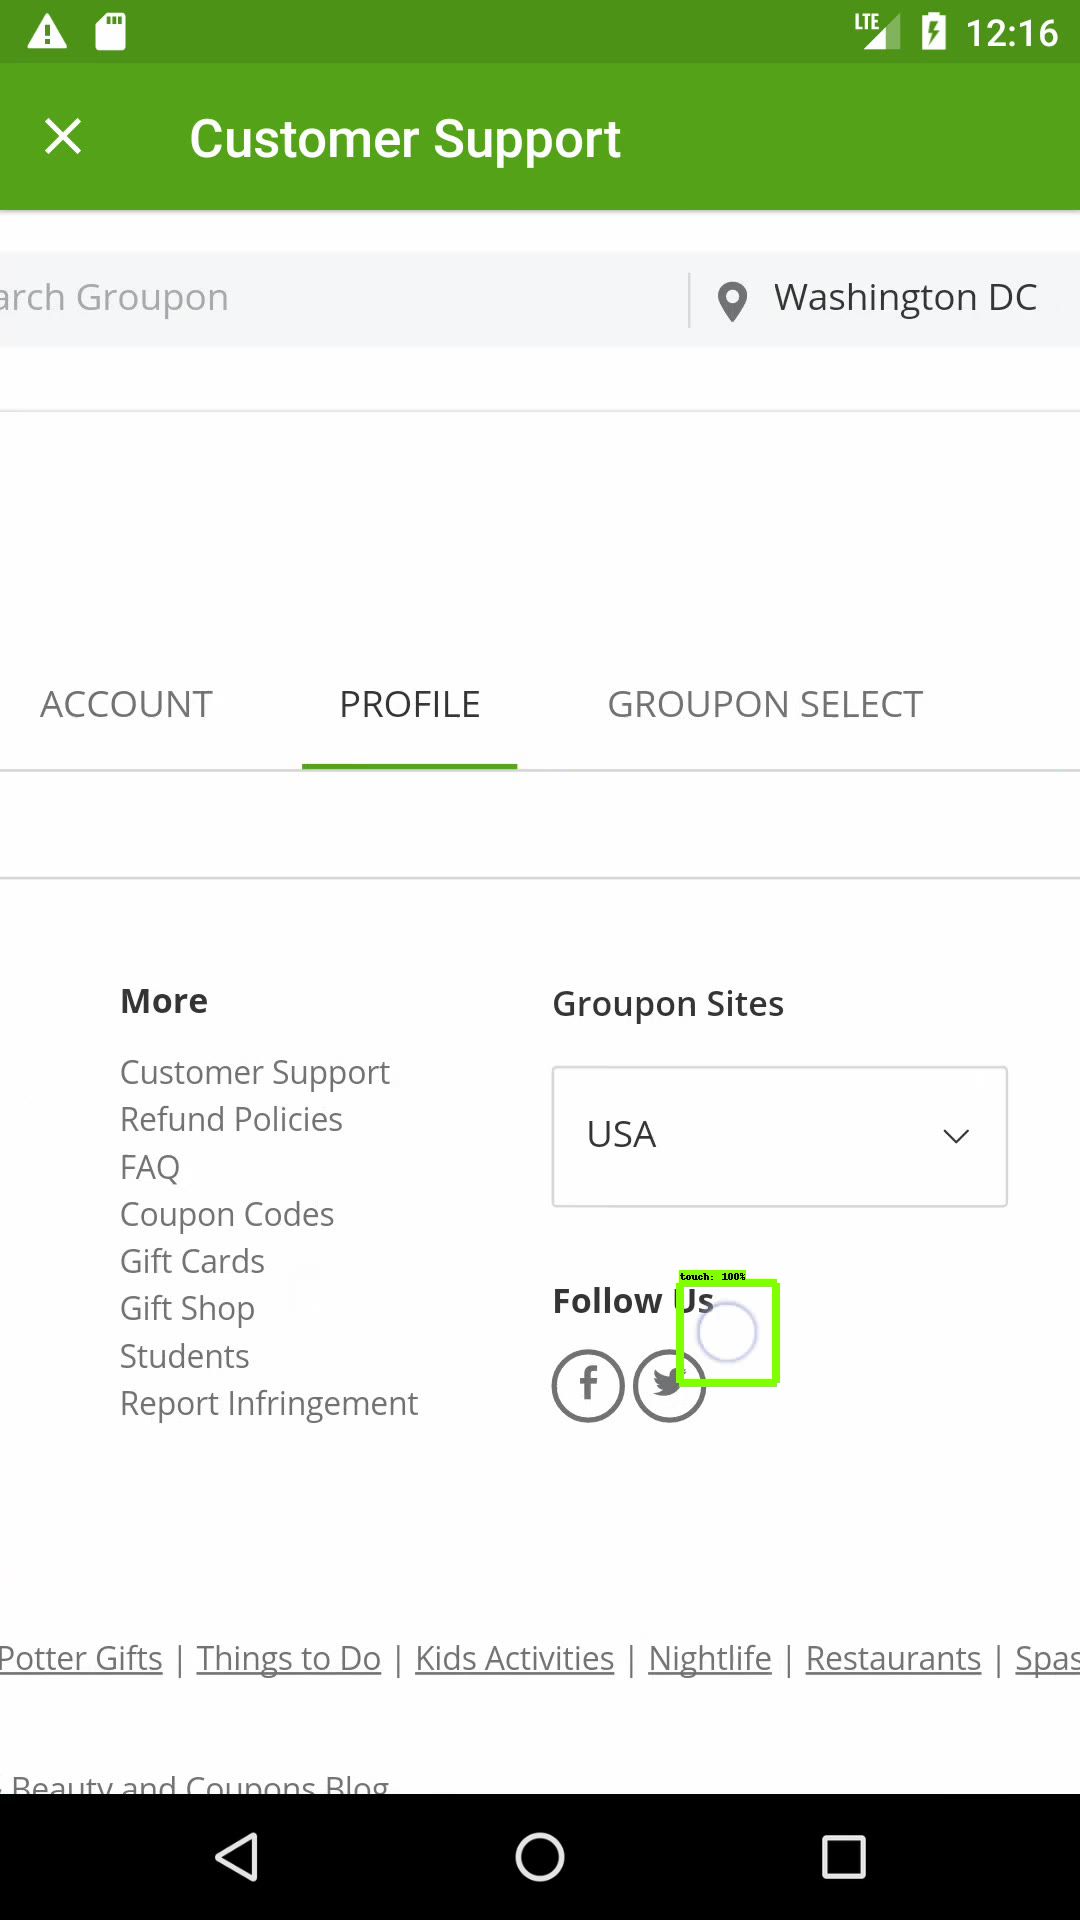 LTE 12:16
Customer Support
arch Groupon Washington DC
ACCOUNT PROFILE GROUPON SELECT
More
Customer Support
Refund Policies
FAQ
Coupon Codes
Gift Cards
Gift Shop
Students
Report Infringement
Groupon Sites
USA
touch: 100%
Follow Us
Potter Gifts | Things to Do | Kids Activities | Nightlife | Restaurants | Spas
Beauty and Coupons Blog